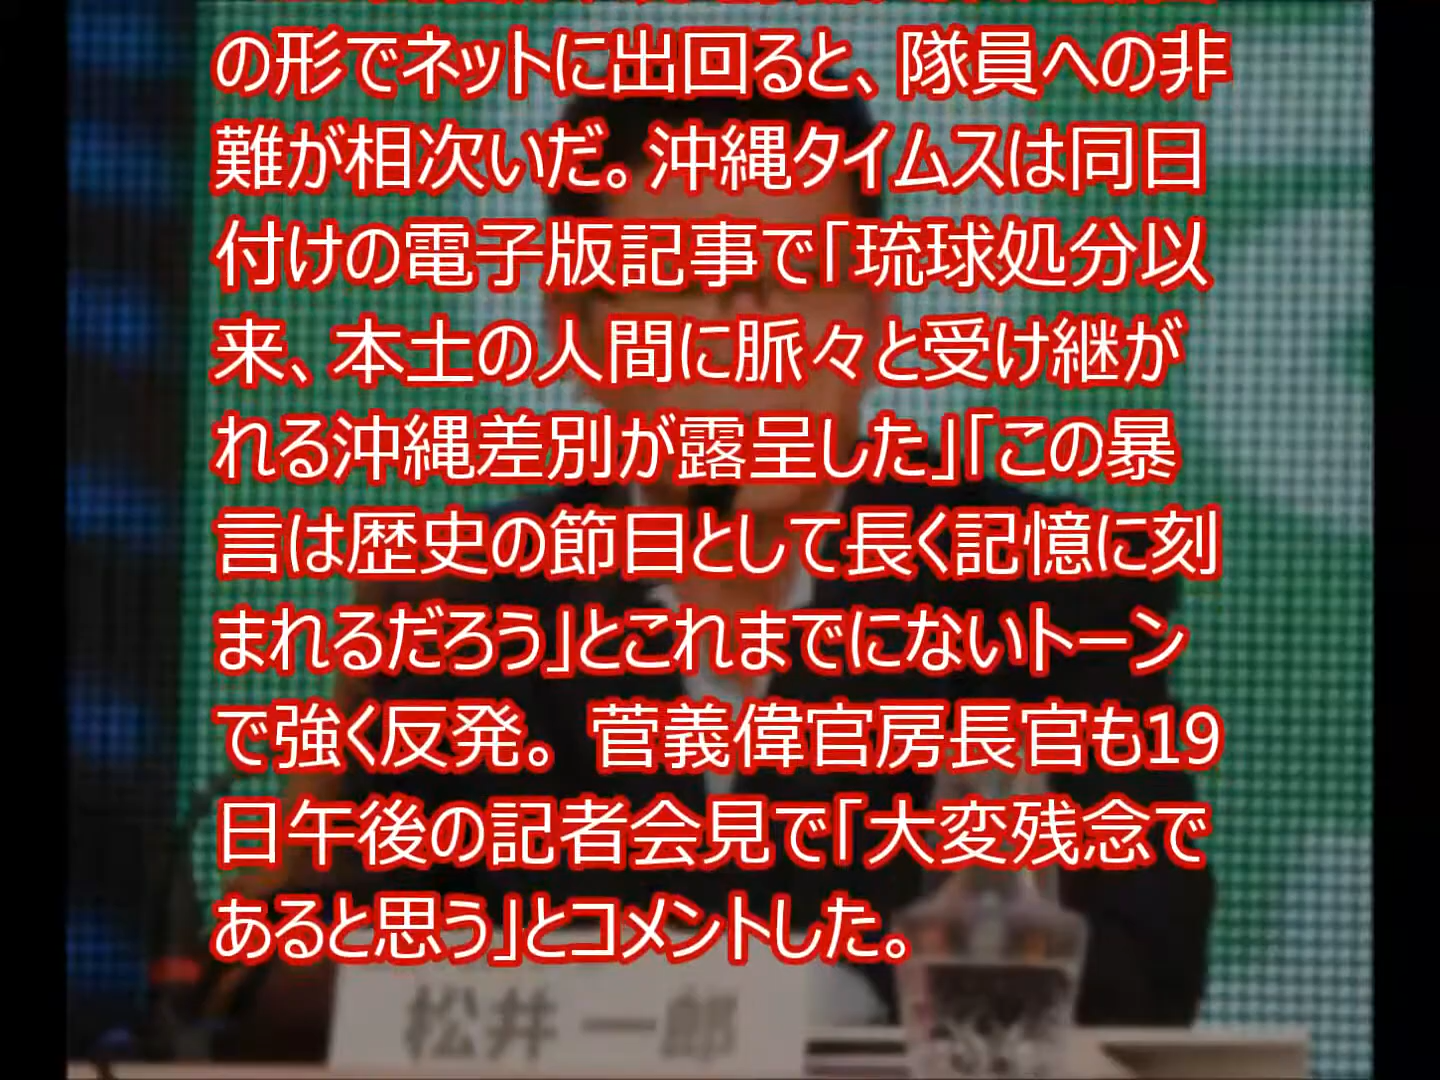 の形でネットに出回ると、隊員への非
難が相次いだ。沖縄タイムスは同日
付けの電子版記事で「琉球処分以
来、本土の人間に脈々と受け継が
れる沖縄差別が露呈した」「この暴
言は歴史の節目として長く記憶に刻
まれるだろう」とこれまでにないトーン
で強く反発。菅義偉官房長官も19
日午後の記者会見で「大変残念で
あると思う」とコメントした。
松井一郎